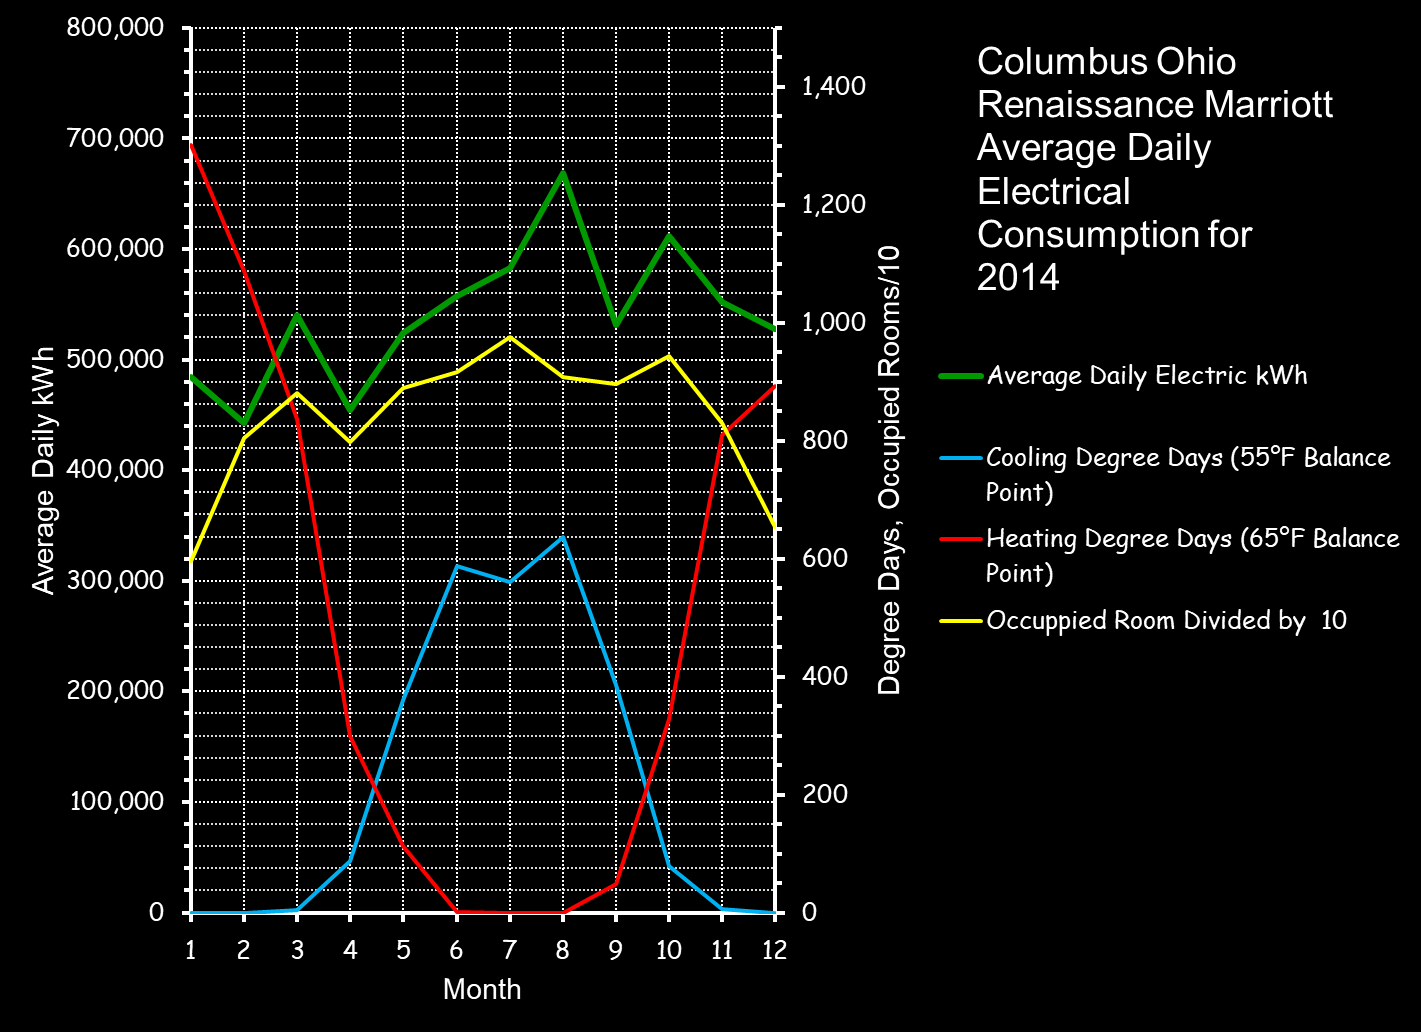 800,000
700,000
600,000
500,000
400,000
300,000
200,000
100,000
0
Average Daily kWh
1 2 3 4 5 6 7 8 9 10 11 12
Month
1,400
1,200
1,000
800
600
400
200
0
Degree Days, Occupied Rooms/10
Columbus Ohio
Renaissance Marriott
Average Daily
Electrical
Consumption for
2014
Average Daily Electric kWh
Cooling Degree Days (55°F Balance
Point)
Heating Degree Days (65°F Balance
Point)
Occuppied Room Divided by  10